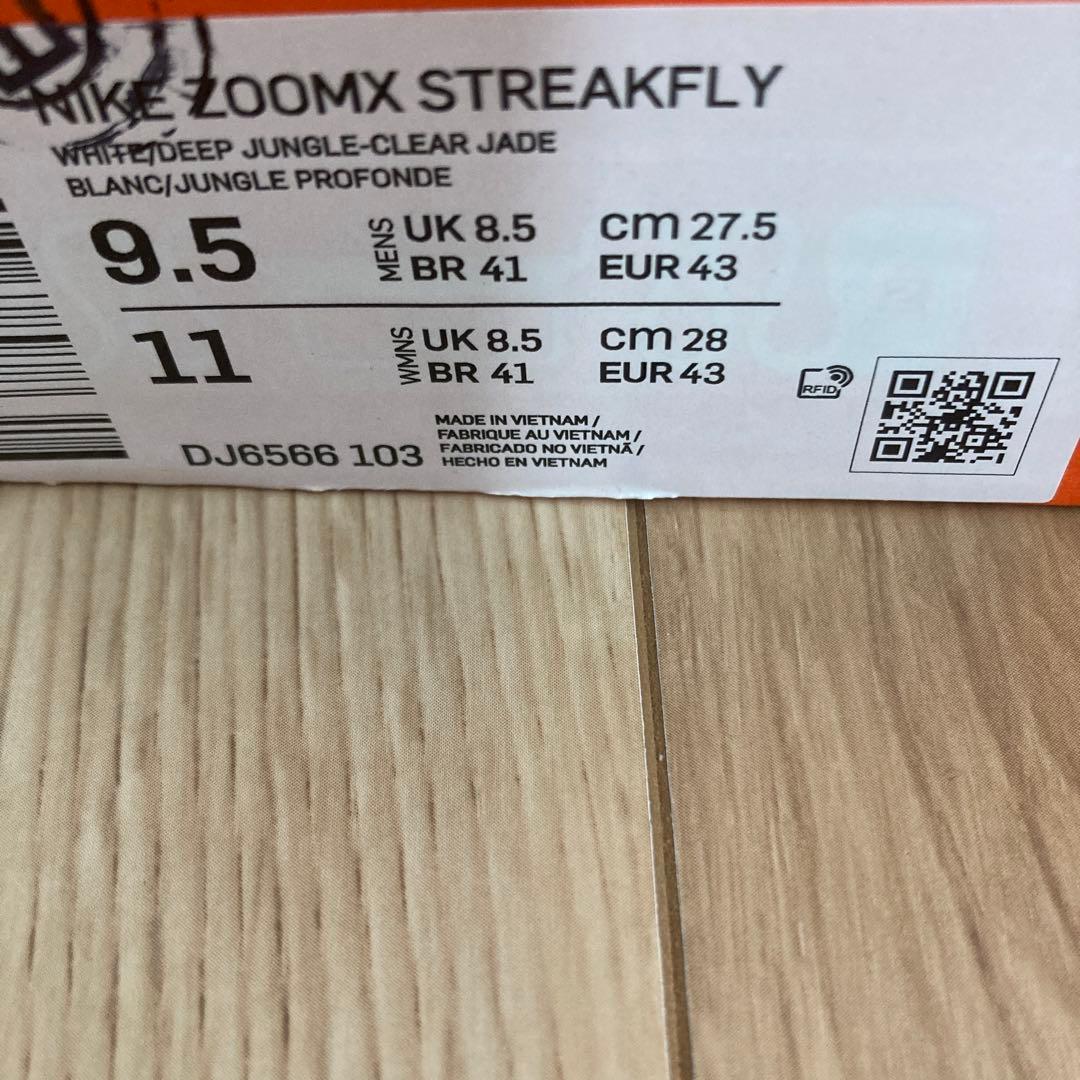 NIKE ZOOMX STREAKFLY
WHITE/DEEP JUNGLE-CLEAR JADE
BLANC/JUNGLE PROFONDE
9.5 MENS UK 8.5 CM 27.5
BR 41 EUR 43
11 WMNS UK 8.5 CM 28
BR 41 EUR 43
RFID
DJ6566 103
MADE IN VIETNAM /
FABRIQUE AU VIETNAM /
FABRICADO NO VIETNÃ /
HECHO EN VIETNAM